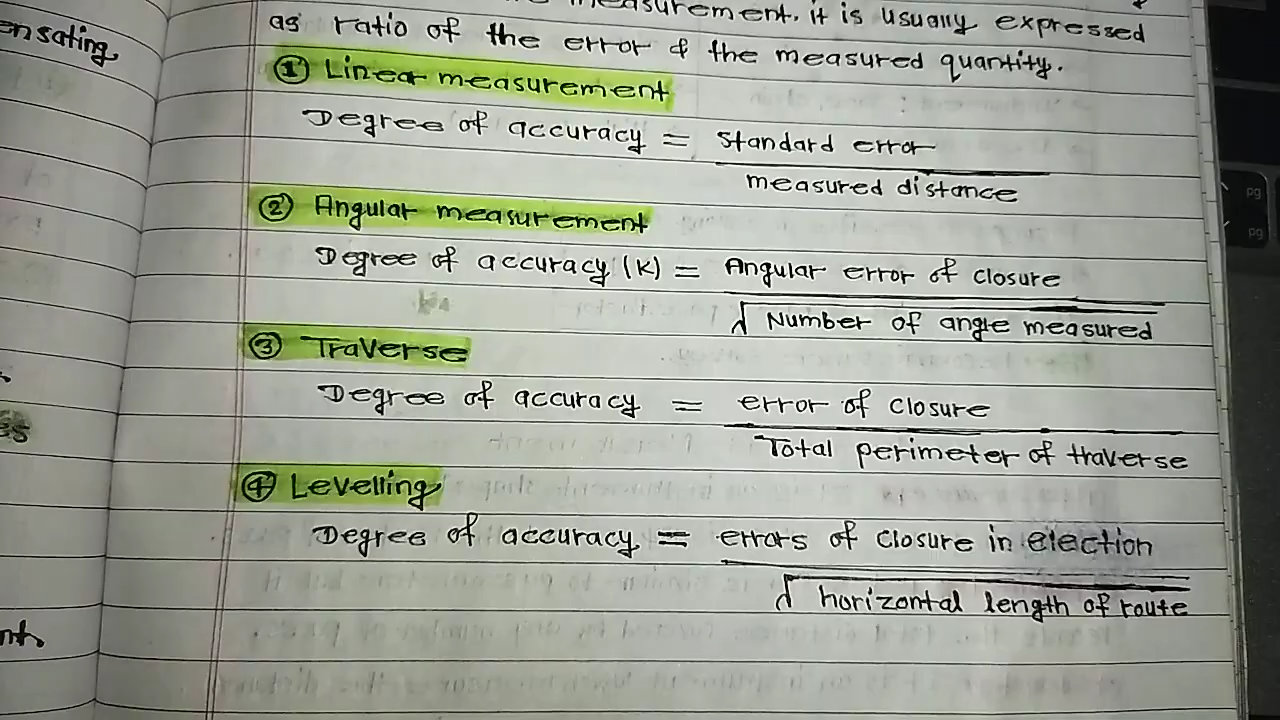 ensating
measurement. it is usually expressed
as ratio of the error & the measured quantity.
① Linear measurement
Degree of accuracy = standard error
measured distance
② Angular measurement
Degree of accuracy (K) = Angular error of closure
√ Number of angle measured
③ Traverse
Degree of accuracy = error of closure
Total perimeter of traverse
④ Levelling
Degree of accuracy = errors of closure in election
√ horizontal length of route
pg
pg